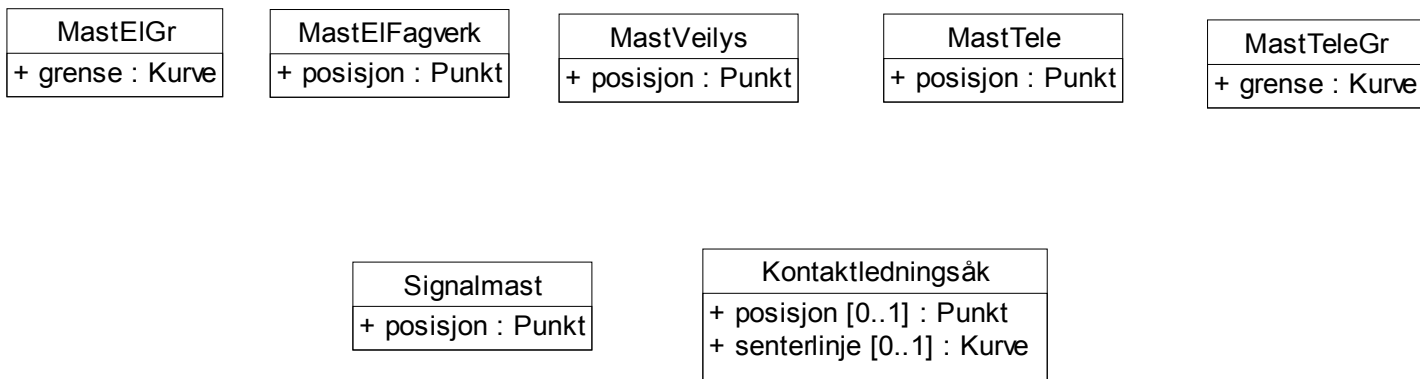 MastElGr
+ grense : Kurve
MastElFagverk
+ posisjon : Punkt
MastVeilys
+ posisjon : Punkt
MastTele
+ posisjon : Punkt
MastTeleGr
+ grense : Kurve
Signalmast
+ posisjon : Punkt
Kontaktledningsåk
+ posisjon [0..1] : Punkt
+ senterlinje [0..1] : Kurve